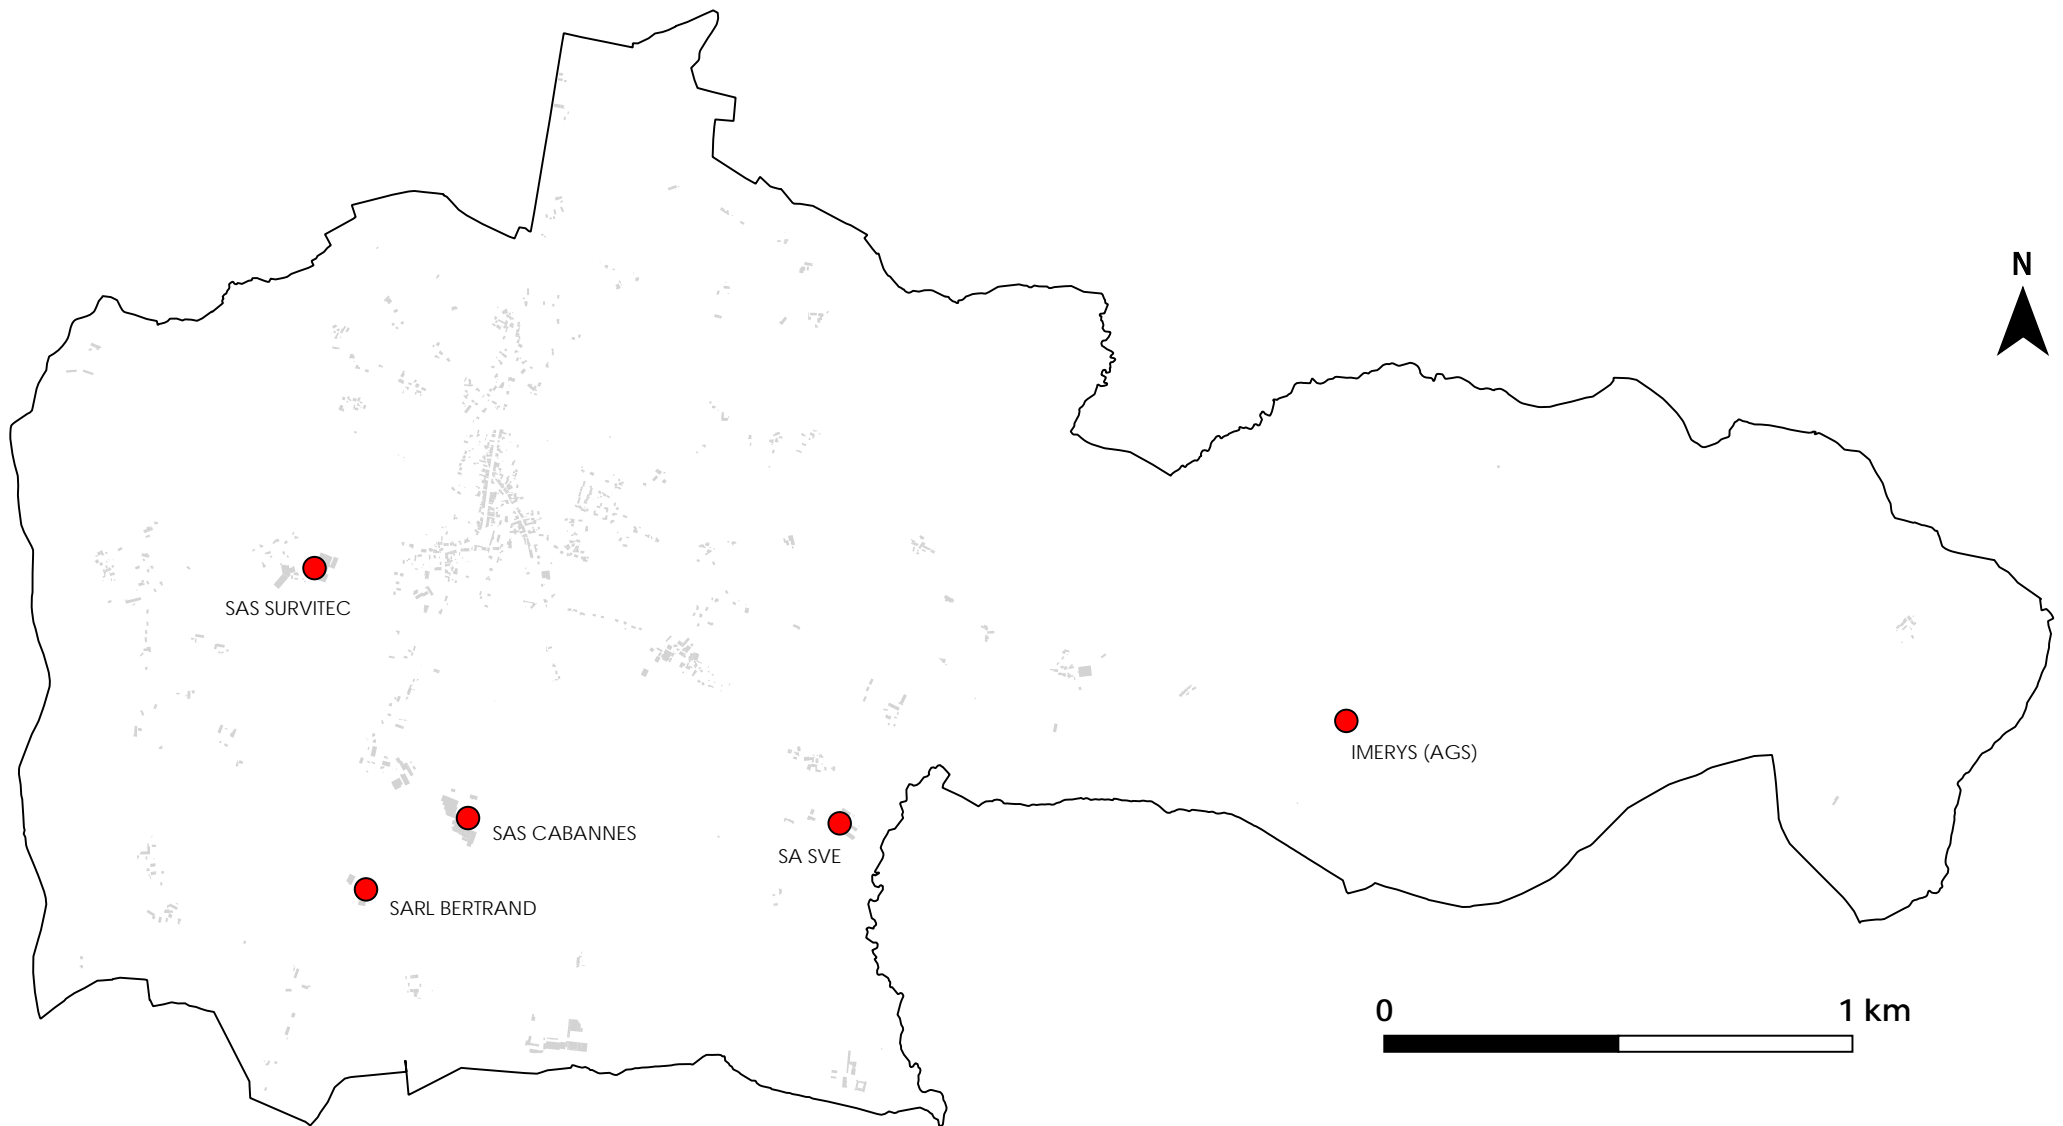 N
SAS SURVITEC
IMERYS (AGS)
SAS CABANNES
SA SVE
SARL BERTRAND
0 1 km